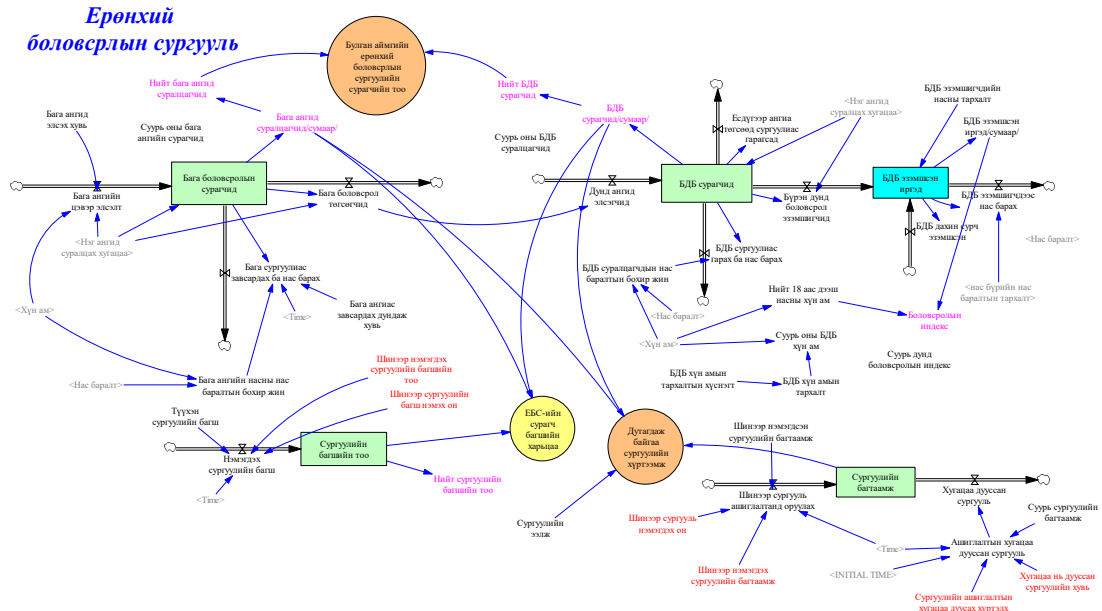 Ерөнхий
боловсрлын сургууль
Булган аймгийн
ерөнхий
боловсрлын
сургуулийн
сурагчийн тоо
Нийт бага ангид
суралцагчид
Нийт БДБ
сурагчид
Бага ангид
элсэх хувь
Суурь оны бага
ангийн сурагчид
Бага ангид
суралцагчид/сумаар/
Суурь оны БДБ
суралцагчид
БДБ
сурагчид/сумаар/
Есдүгээр ангиа
төгсөөд сургуулиас
гарагсад
<Нэг ангид
суралцах хугацаа>
БДБ эзэмшигчдийн
насны тархалт
БДБ эзэмшсэн
иргэд/сумаар/
Бага боловсролын
сурагчид
БДБ сурагчид
БДБ эзэмшсэн
иргэд
Бага ангийн
цэвэр элсэлт
Бага боловсрол
төгсөгчид
Дунд ангид
элсэгчид
Бүрэн дунд
боловсрол
эзэмшигчид
БДБ эзэмшигчдээс
нас барах
БДБ дахин сурч
эзэмшсэн
<Нэг ангид
суралцах хугацаа>
Бага сургуулиас
завсардах ба нас барах
БДБ сургуулиас
гарах ба нас барах
БДБ суралцагчдын нас
баралтын бохир жин
<Нас баралт>
<Хүн ам>
<Time>
Бага ангиас
завсардах дундаж
хувь
<Нас баралт>
<Хүн ам>
Нийт 18 аас дээш
насны хүн ам
<нас бүрийн нас
баралтын тархалт>
Боловсролын
индекс
Суурь оны БДБ
хүн ам
Суурь дунд
боловсролын индекс
<Нас баралт>
Бага ангийн насны нас
баралтын бохир жин
Шинээр нэмэгдэх
сургуулийн багшийн
тоо
Шинээр сургуулийн
багш нэмэх он
БДБ хүн амын
тархалтын хүснэгт
БДБ хүн амын
тархалт
Түүхэн
сургуулийн багш
Нэмэгдэх
сургуулийн багш
Сургуулийн
багшийн тоо
ЕБС-ийн
сурагч
багшийн
харьцаа
Дутагдаж
байгаа
сургуулийн
хүртээмж
Шинээр нэмэгдсэн
сургуулийн багтаамж
Сургуулийн
багтаамж
<Time>
Нийт сургуулийн
багшийн тоо
Сургуулийн
ээлж
Шинээр сургууль
ашиглалтанд оруулах
Хугацаа дууссан
сургууль
Суурь сургуулийн
багтаамж
Шинээр сургууль
нэмэгдэх он
Шинээр нэмэгдэх
сургуулийн багтаамж
<Time>
<INITIAL TIME>
Ашиглалтын хугацаа
дууссан сургууль
Сургуулийн ашиглалтын
хугацаа дуусах хүртэлх
Хугацаа нь дууссан
сургуулийн хувь